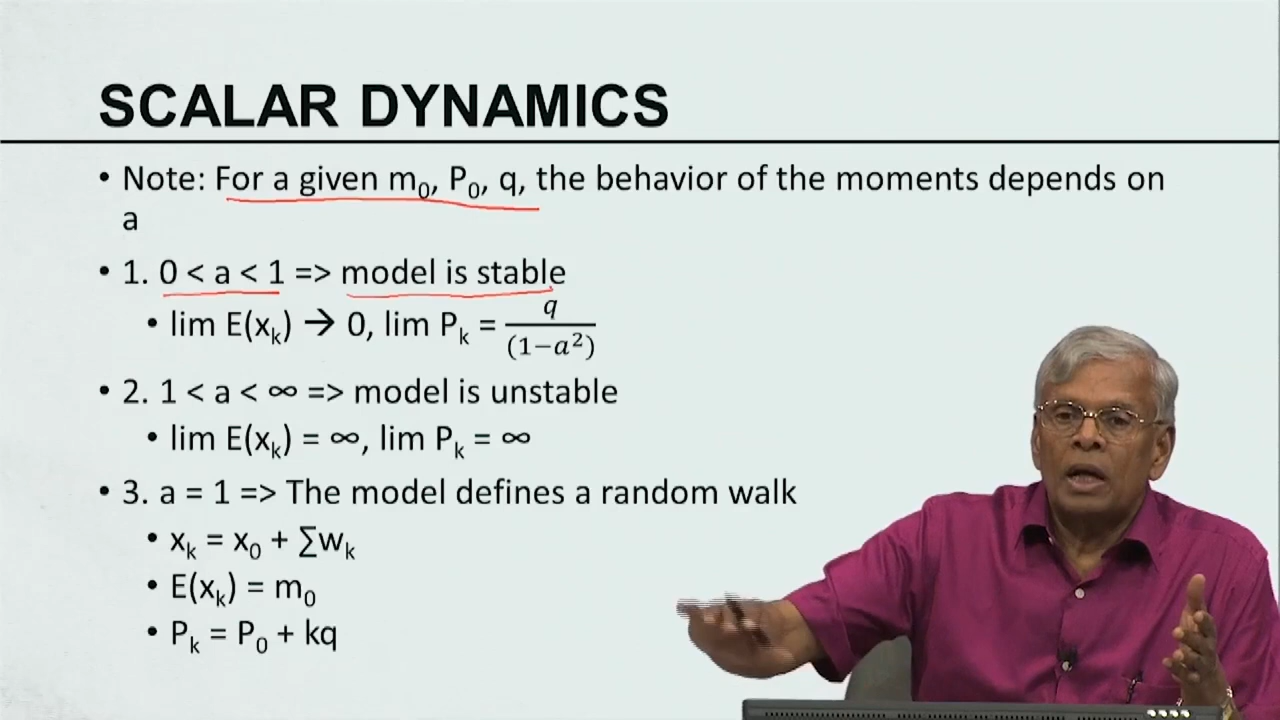 SCALAR DYNAMICS
• Note: For a given m₀, P₀, q, the behavior of the moments depends on
a
• 1. 0 < a < 1 => model is stable
• lim E(xₖ) → 0, lim Pₖ = q/(1−a²)
• 2. 1 < a < ∞ => model is unstable
• lim E(xₖ) = ∞, lim Pₖ = ∞
• 3. a = 1 => The model defines a random walk
• xₖ = x₀ + ∑wₖ
• E(xₖ) = m₀
• Pₖ = P₀ + kq